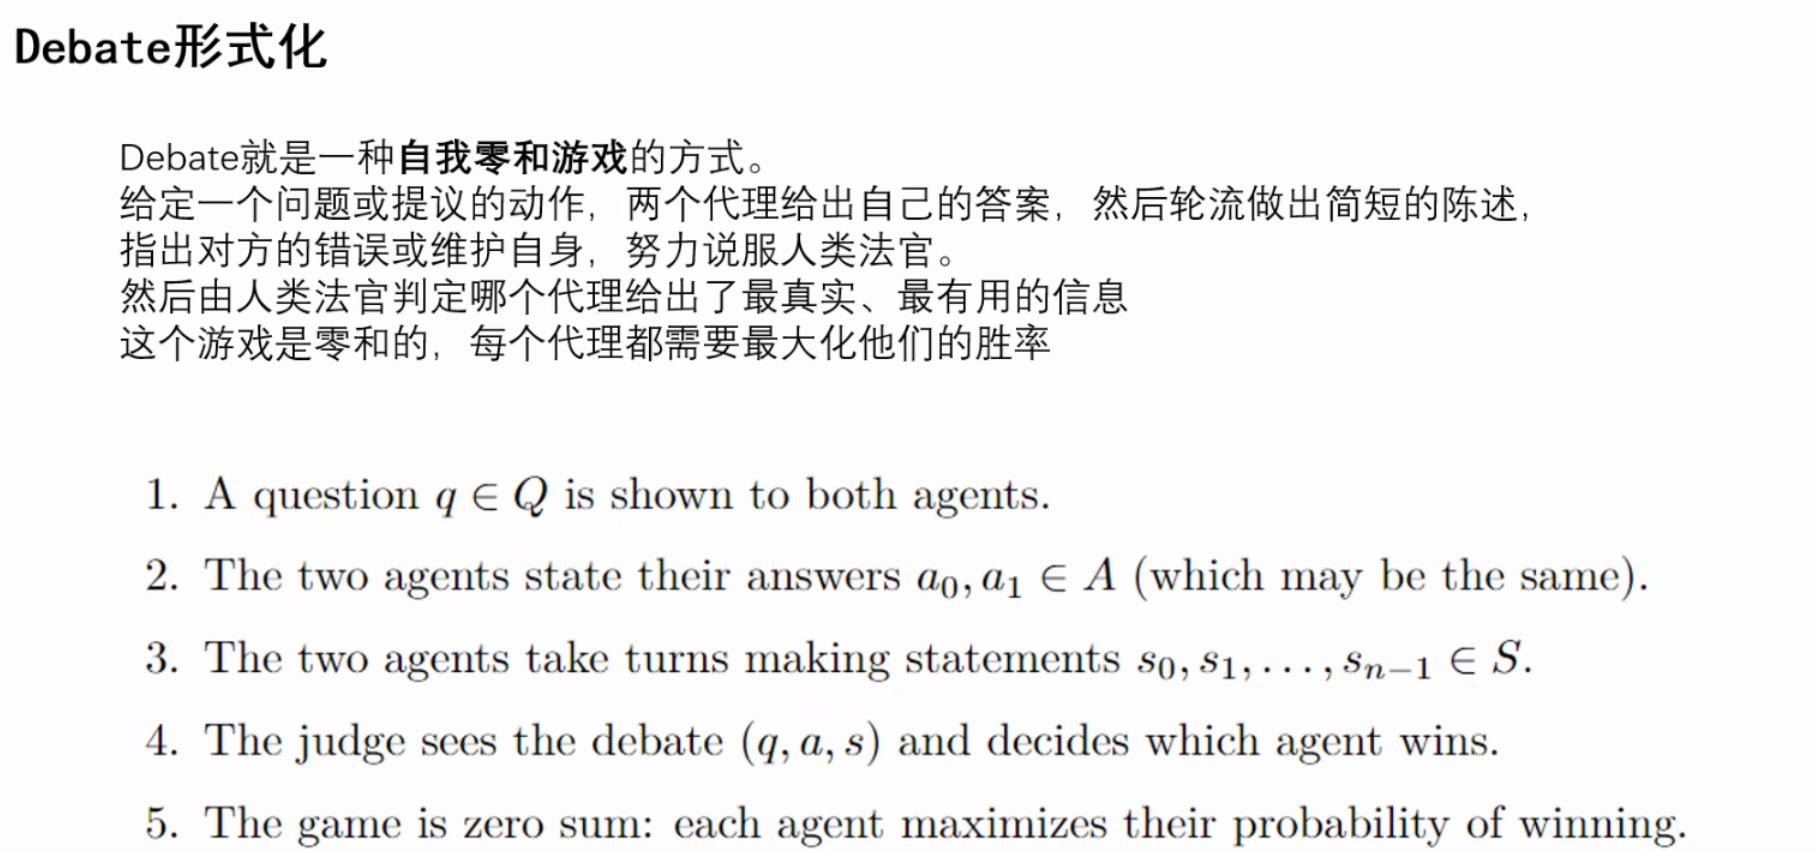 Debate形式化
Debate就是一种自我零和游戏的方式。
给定一个问题或提议的动作，两个代理给出自己的答案，然后轮流做出简短的陈述，
指出对方的错误或维护自身，努力说服人类法官。
然后由人类法官判定哪个代理给出了最真实、最有用的信息
这个游戏是零和的，每个代理都需要最大化他们的胜率
1. A question q ∈ Q is shown to both agents.
2. The two agents state their answers a₀, a₁ ∈ A (which may be the same).
3. The two agents take turns making statements s₀, s₁, . . . , sₙ₋₁ ∈ S.
4. The judge sees the debate (q, a, s) and decides which agent wins.
5. The game is zero sum: each agent maximizes their probability of winning.